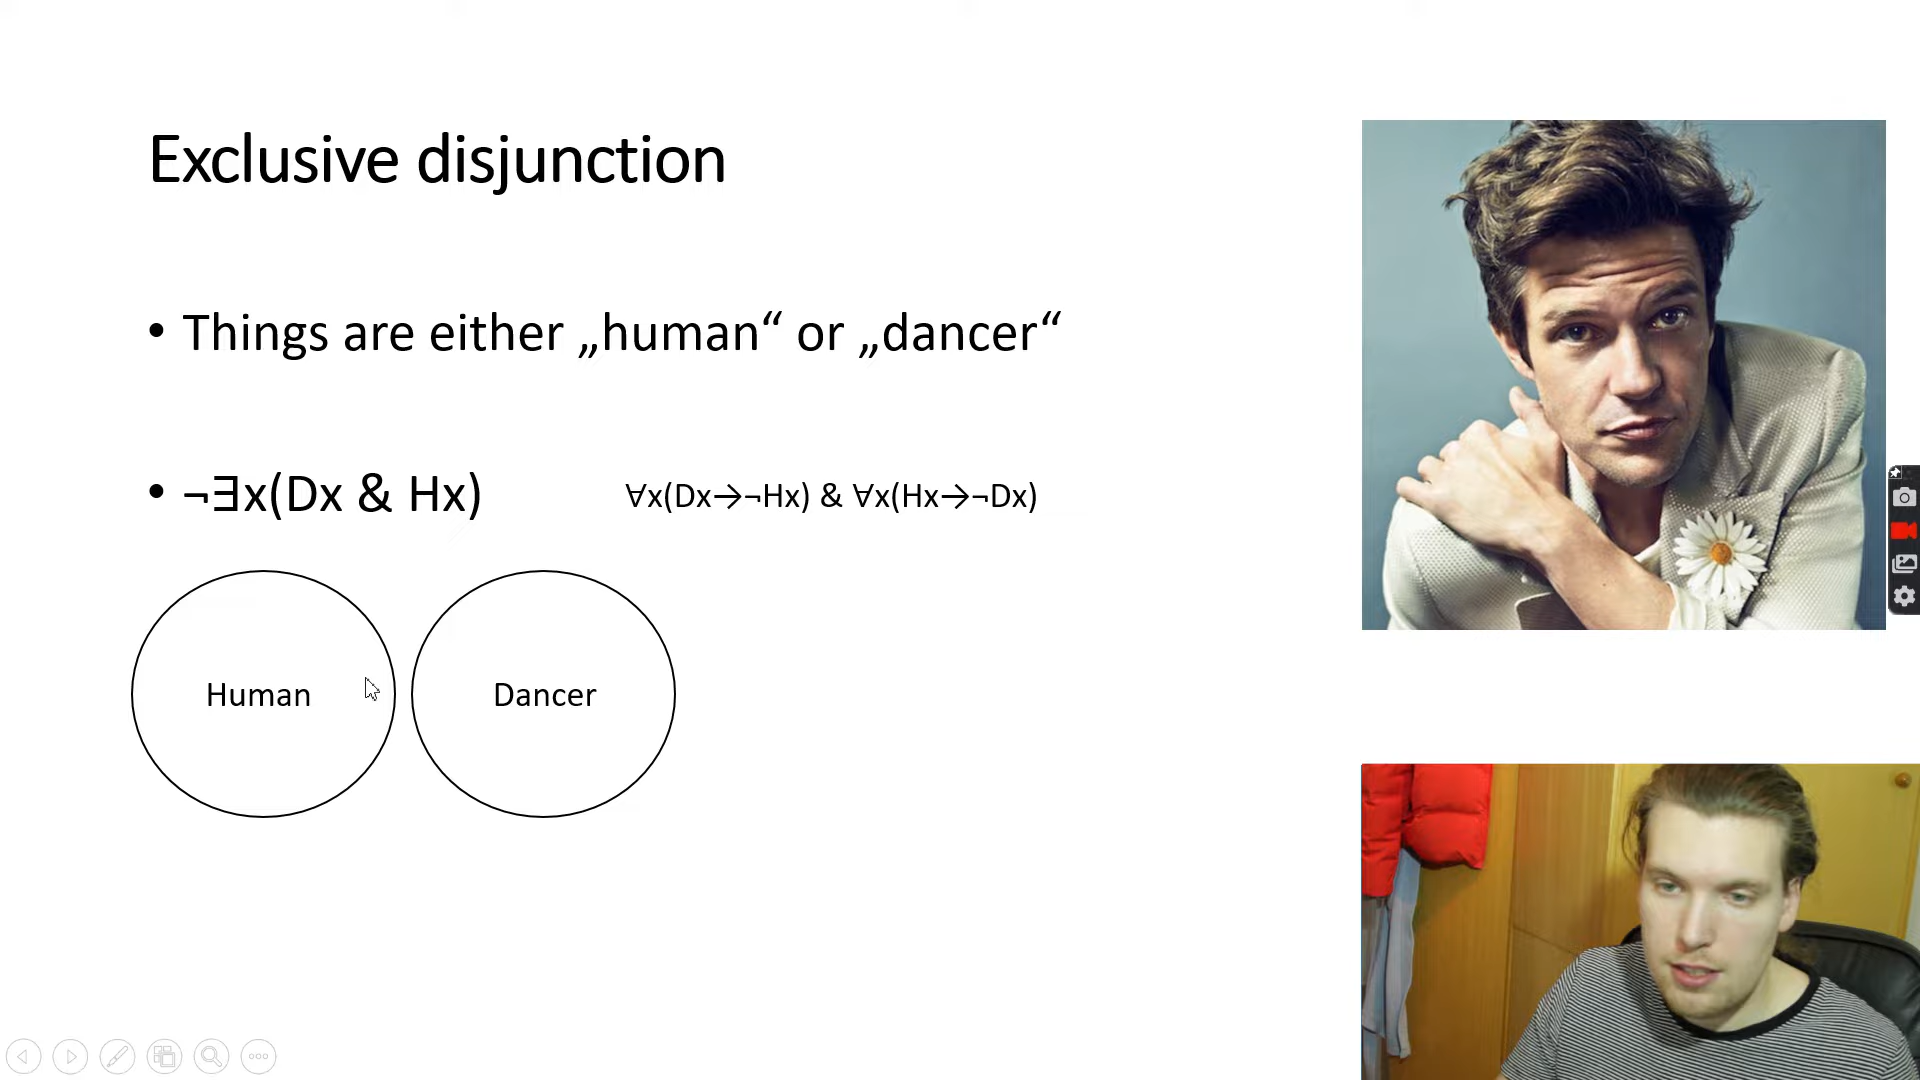 Exclusive disjunction
• Things are either „human“ or „dancer“
• ¬∃x(Dx & Hx)
∀x(Dx→¬Hx) & ∀x(Hx→¬Dx)
Human
Dancer